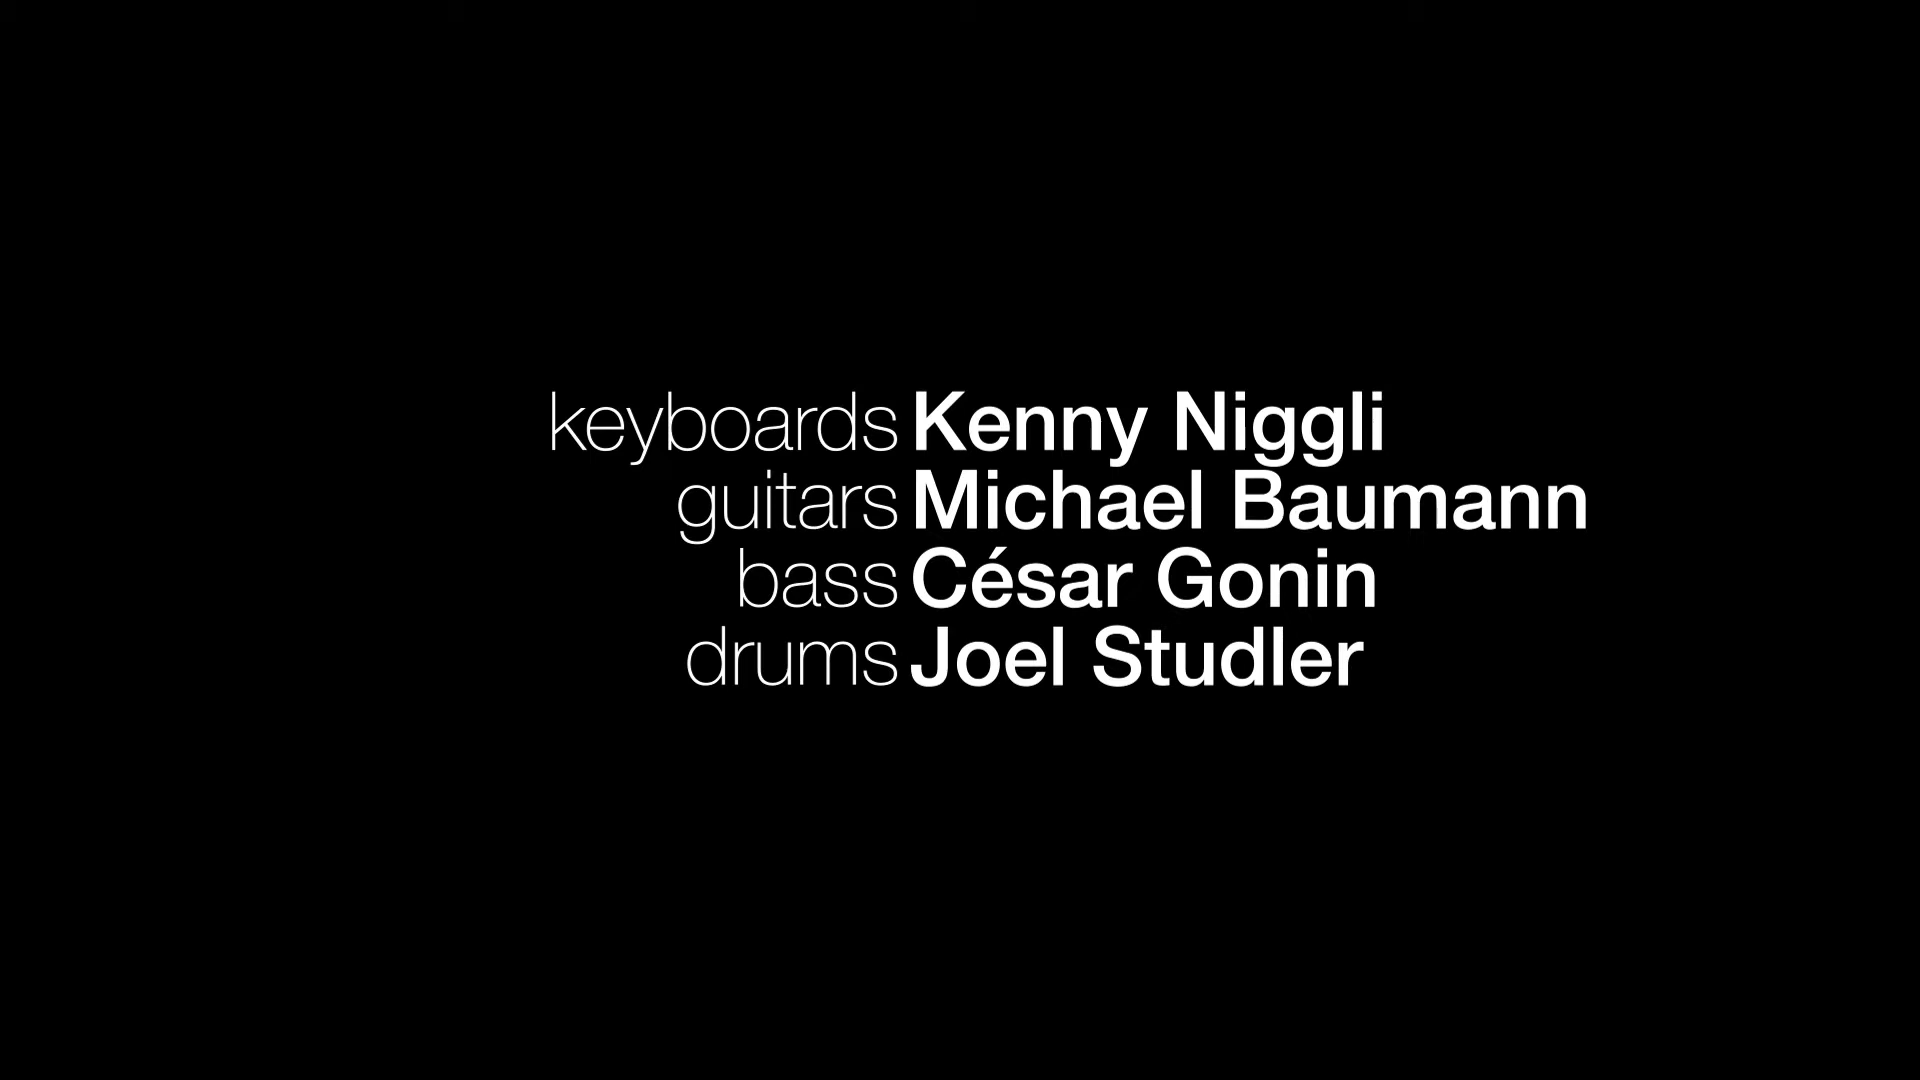 keyboards Kenny Niggli
guitars Michael Baumann
bass César Gonin
drums Joel Studler